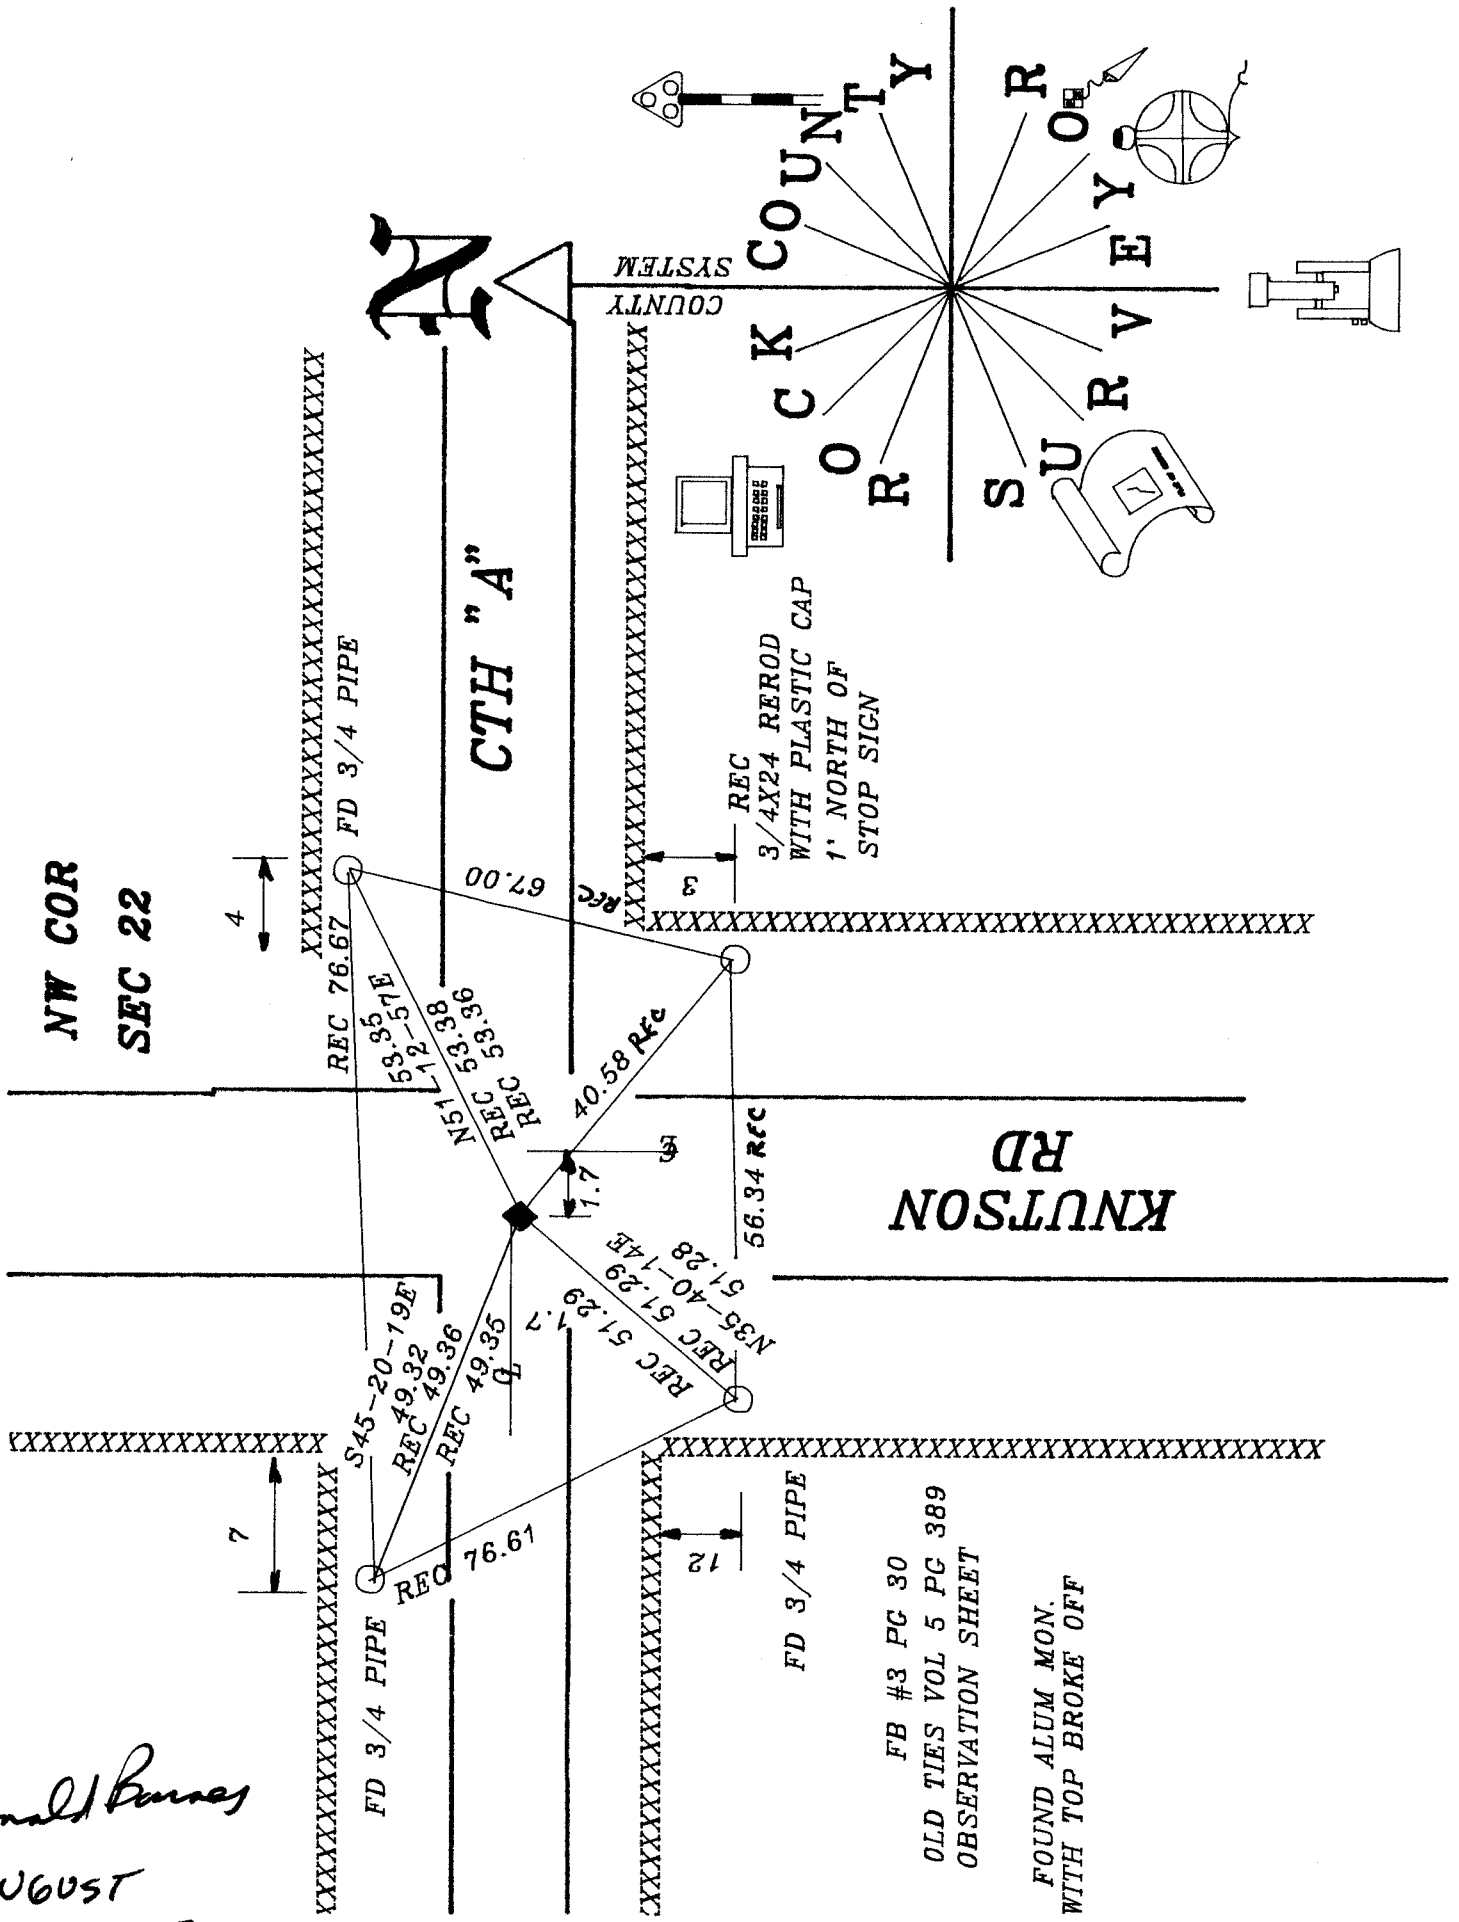 NW COR
SEC 22
4
REC 76.67
FD 3/4 PIPE
N
COUNTY
SYSTEM
CTH "A"
53.35
N51-12-57E
REC 53.38
REC 53.36
67.00 REC
40.58 REC
56.34 REC
3
REC
3/4X24 REROD
WITH PLASTIC CAP
1' NORTH OF
STOP SIGN
ROCK COUNTY
SURVEYOR
KNUTSON
RD
1.7
1.7
S45-20-19E
49.32
REC 49.36
REC 49.35
REC 51.29
REC 51.29
N35-40-14E
51.28
REC 76.61
7
12
FD 3/4 PIPE
FD 3/4 PIPE
FB #3 PG 30
OLD TIES VOL 5 PG 389
OBSERVATION SHEET
FOUND ALUM MON.
WITH TOP BROKE OFF
Barnes
UGUST